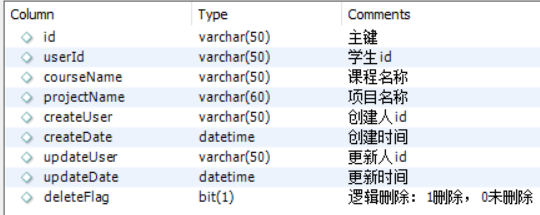 Column Type Comments
id varchar(50) 主键
userId varchar(50) 学生id
courseName varchar(50) 课程名称
projectName varchar(60) 项目名称
createUser varchar(50) 创建人id
createDate datetime 创建时间
updateUser varchar(50) 更新人id
updateDate datetime 更新时间
deleteFlag bit(1) 逻辑删除: 1删除, 0未删除